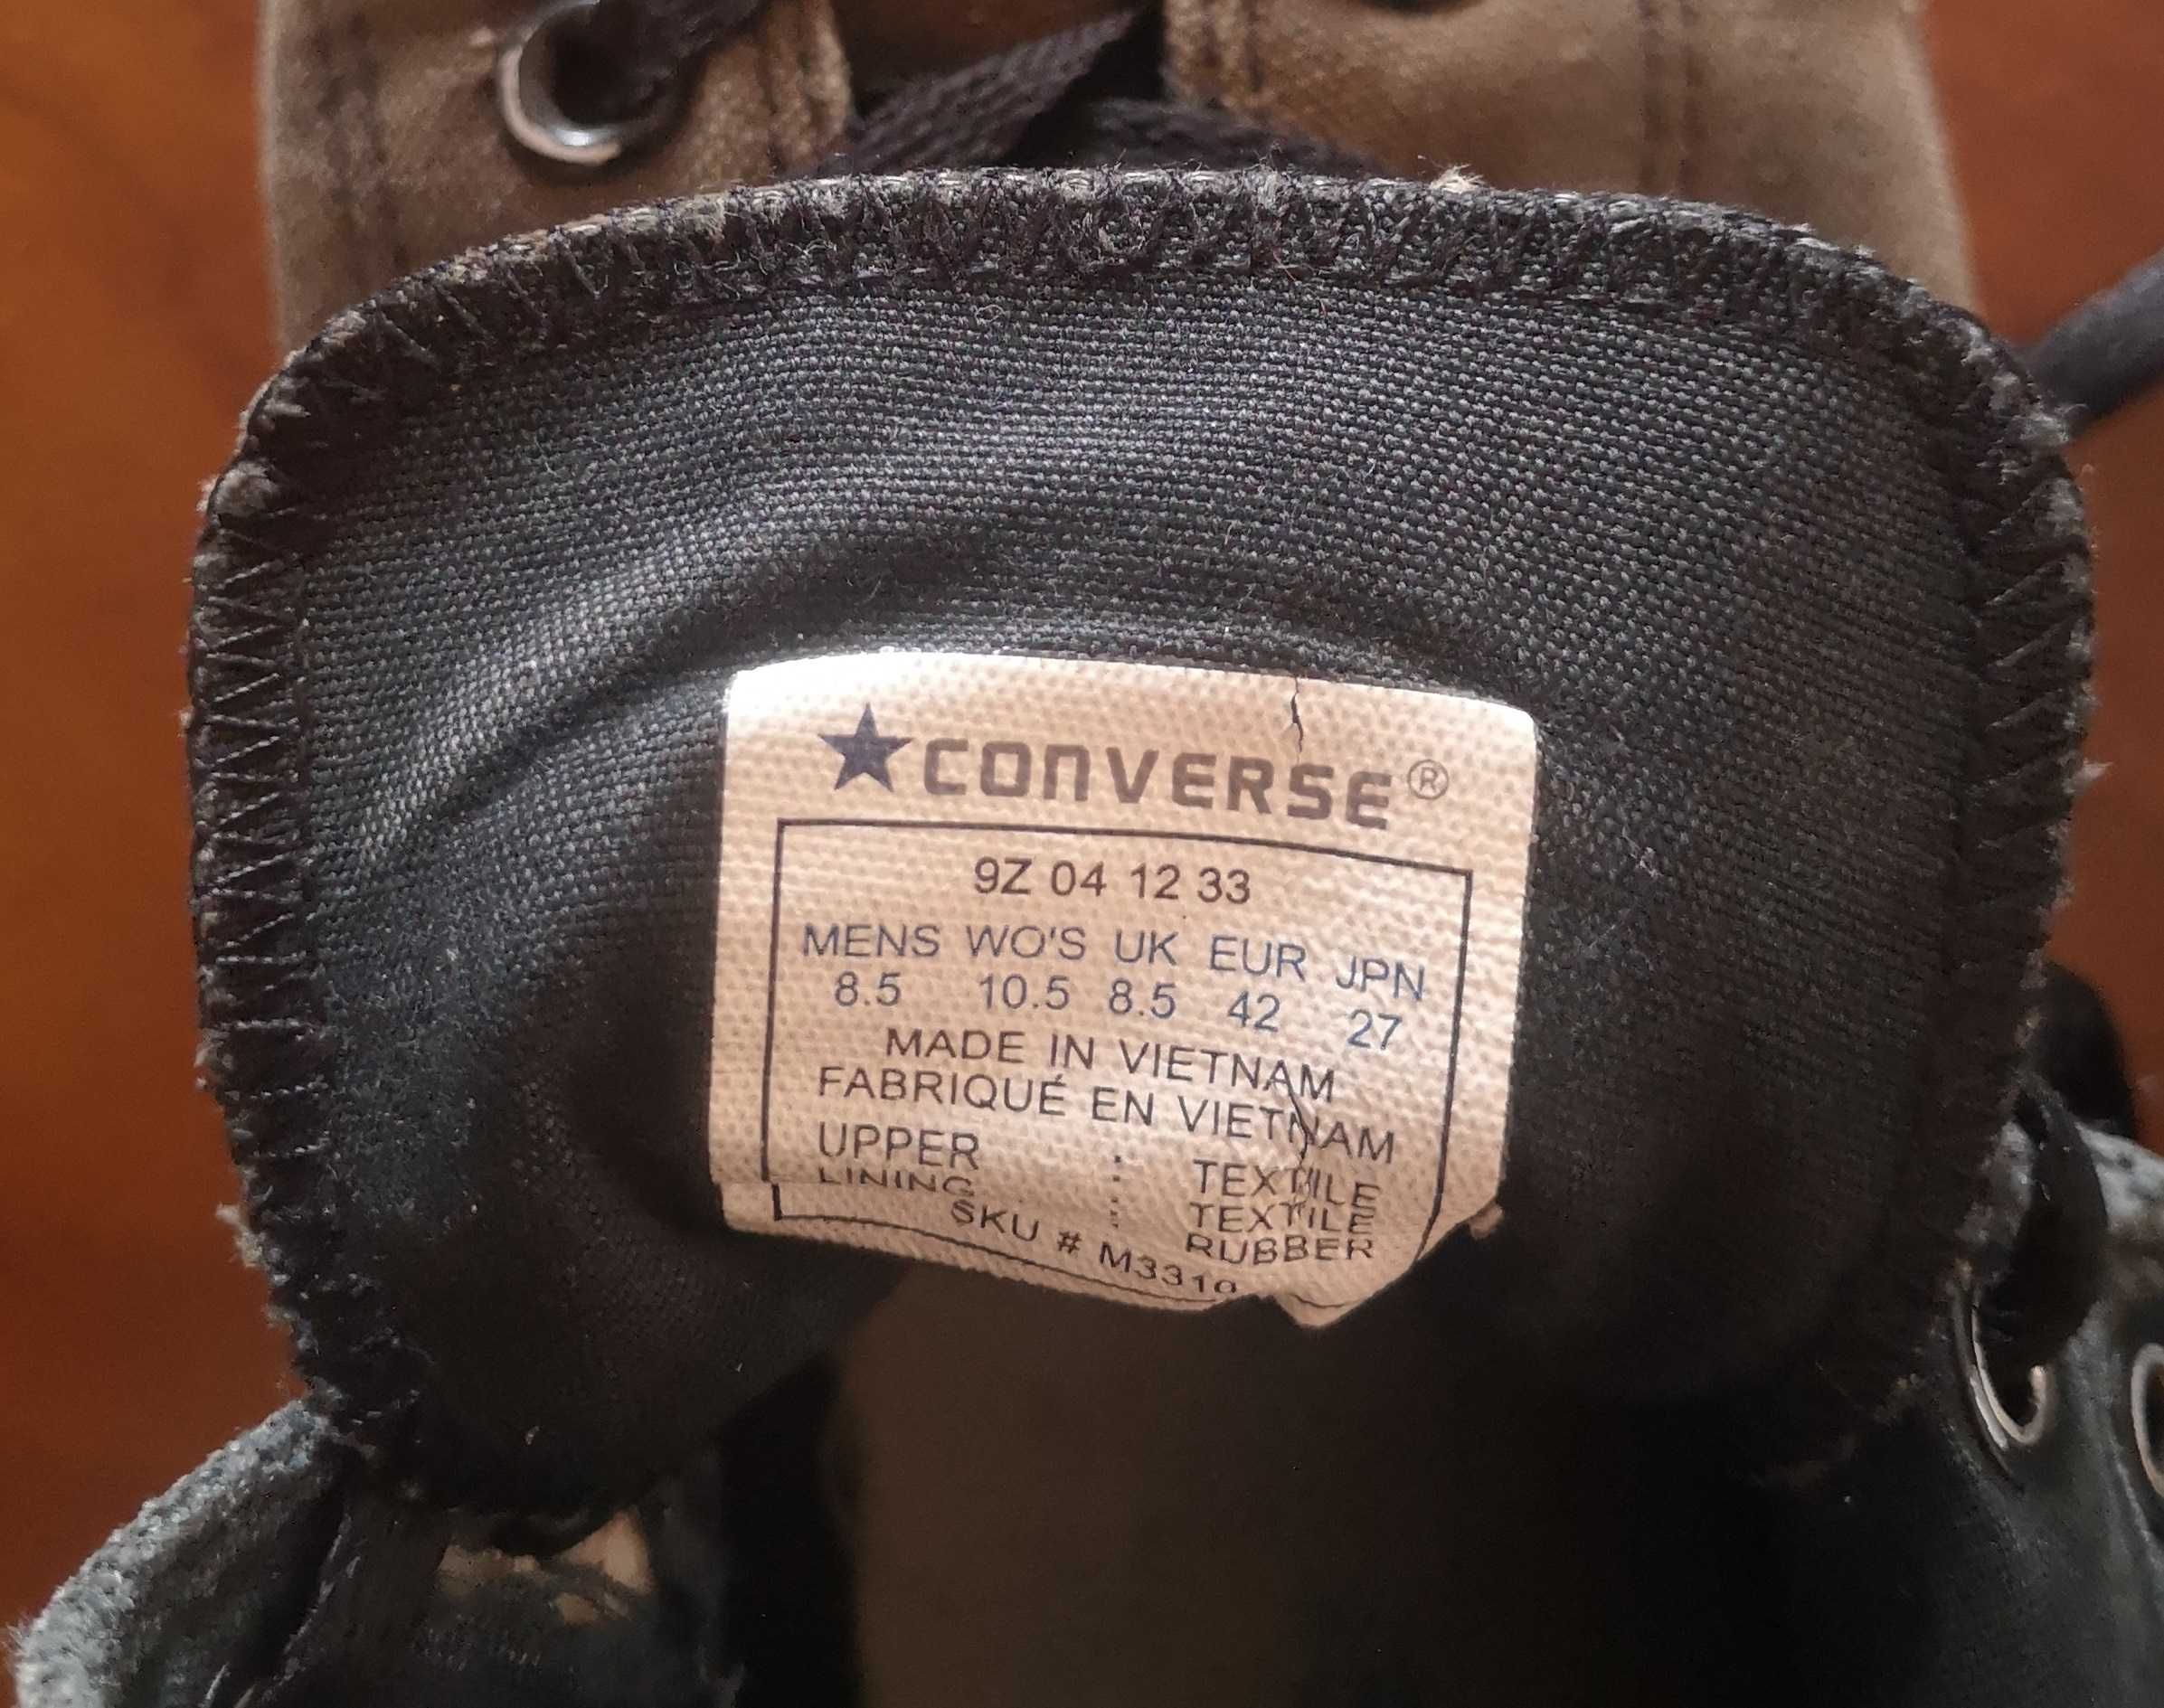 CONVERSE®
9Z 04 12 33
MENS WO'S UK EUR JPN
8.5 10.5 8.5 42 27
MADE IN VIETNAM
FABRIQUÉ EN VIETNAM
UPPER : TEXTILE
LINING : TEXTILE
: RUBBER
SKU # M3310